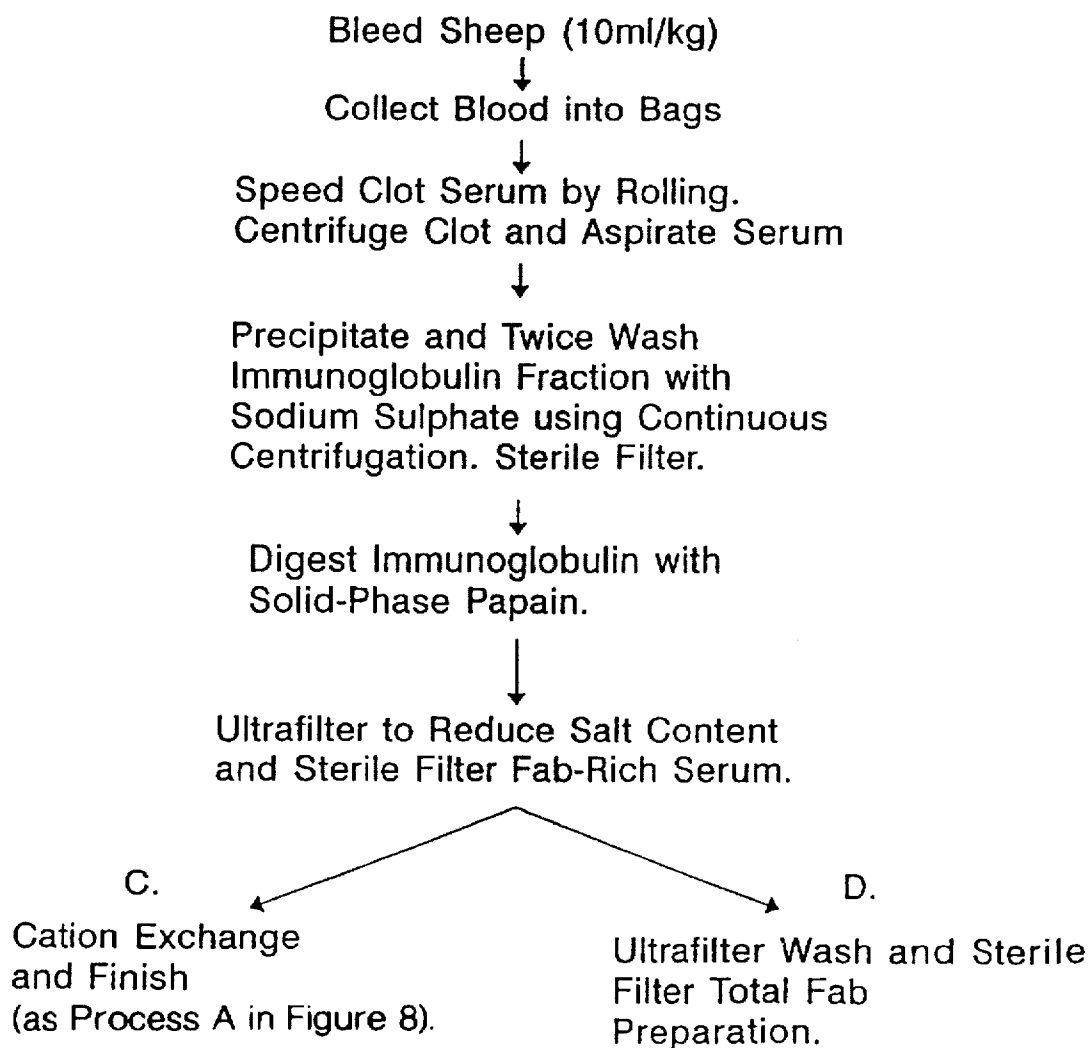 Bleed Sheep (10ml/kg)
Collect Blood into Bags
Speed Clot Serum by Rolling.
Centrifuge Clot and Aspirate Serum
Precipitate and Twice Wash
Immunoglobulin Fraction with
Sodium Sulphate using Continuous
Centrifugation. Sterile Filter.
Digest Immunoglobulin with
Solid-Phase Papain.
Ultrafilter to Reduce Salt Content
and Sterile Filter Fab-Rich Serum.
C.
Cation Exchange
and Finish
(as Process A in Figure 8).
D.
Ultrafilter Wash and Sterile
Filter Total Fab
Preparation.